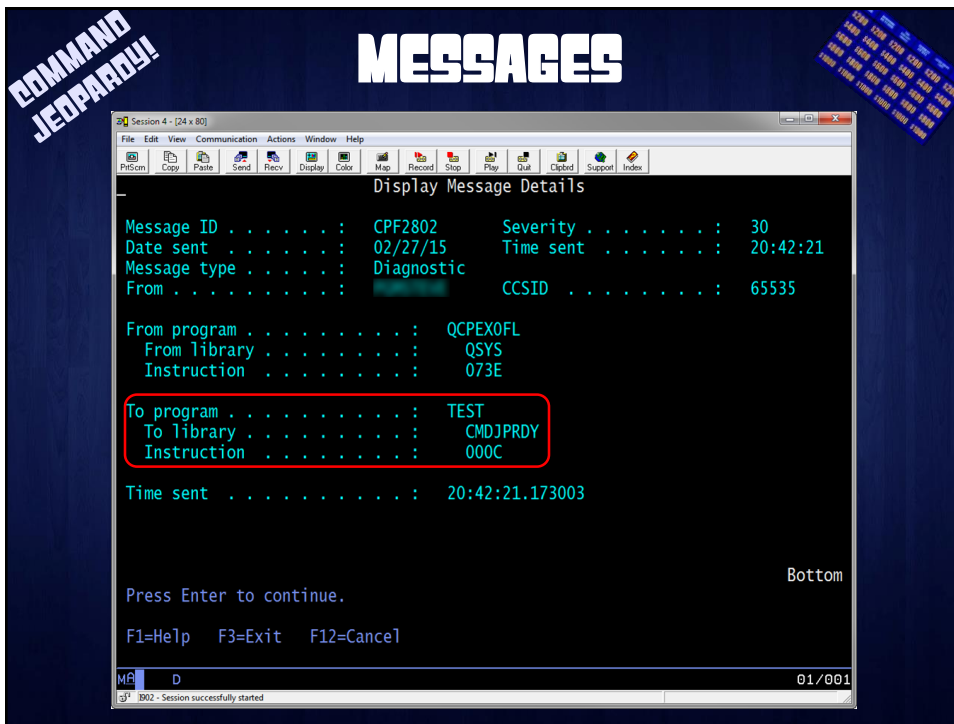 COMMAND
JEOPARDY!
MESSAGES
Session 4 - [24 x 80]
File Edit View Communication Actions Window Help
PrtScrn Copy Paste Send Recv Display Color Map Record Stop Play Quit Clipbrd Support Index
Display Message Details
Message ID . . . . . . : CPF2802 Severity . . . . . . . : 30
Date sent . . . . . . : 02/27/15 Time sent . . . . . . : 20:42:21
Message type . . . . . : Diagnostic
From . . . . . . . . . : CCSID . . . . . . . . : 65535
From program . . . . . . . . . : QCPEX0FL
From library . . . . . . . . : QSYS
Instruction . . . . . . . . : 073E
To program . . . . . . . . . . : TEST
To library . . . . . . . . . : CMDJPRDY
Instruction . . . . . . . . : 000C
Time sent . . . . . . . . . . : 20:42:21.173003
Bottom
Press Enter to continue.
F1=Help F3=Exit F12=Cancel
MA D 01/001
I902 - Session successfully started